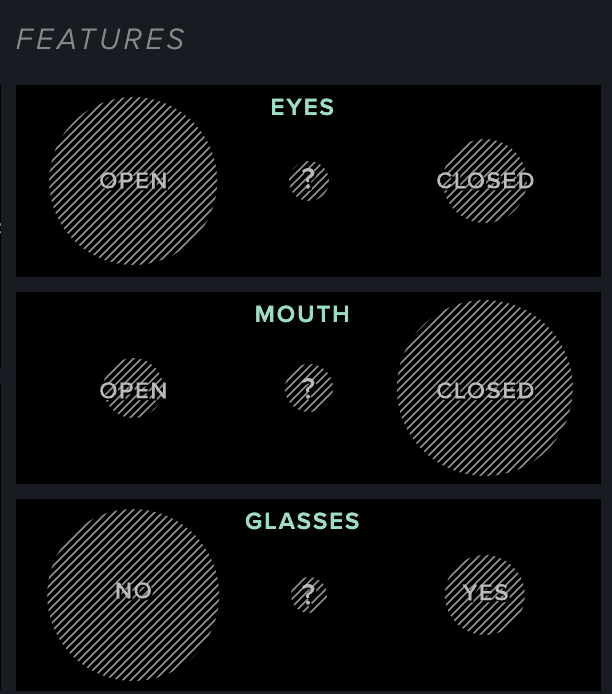 FEATURES
EYES
OPEN ? CLOSED
MOUTH
OPEN ? CLOSED
GLASSES
NO ? YES